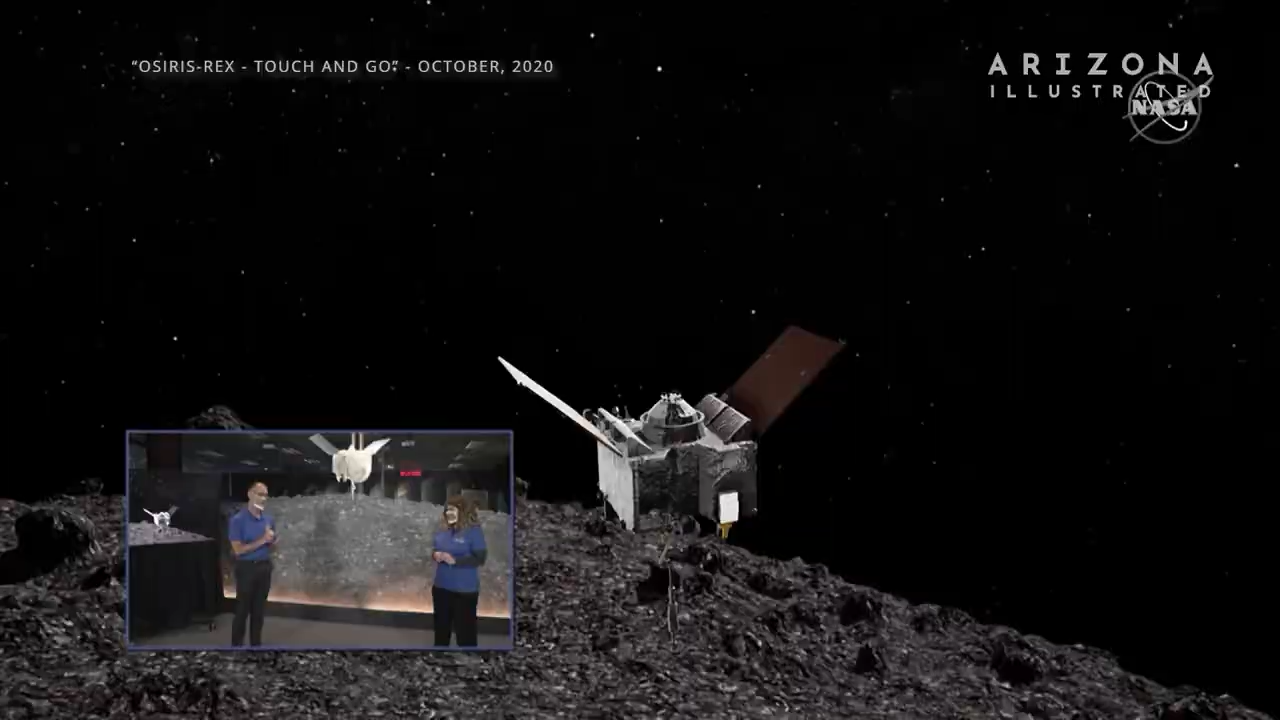 “OSIRIS-REX - TOUCH AND GO” - OCTOBER, 2020
ARIZONA
ILLUSTRATED
NASA